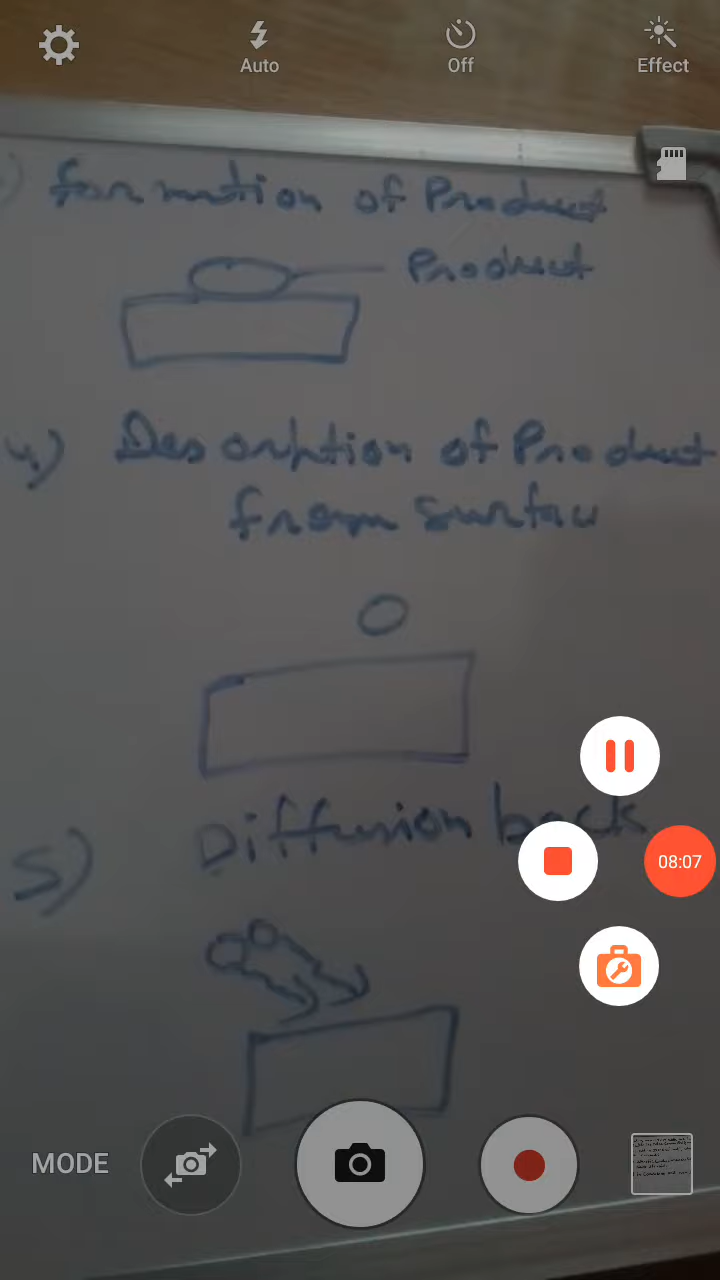 Auto
Off
Effect
) formation of Product
Product
4) Desorption of Product
from surface
5) Diffusion back
08:07
MODE